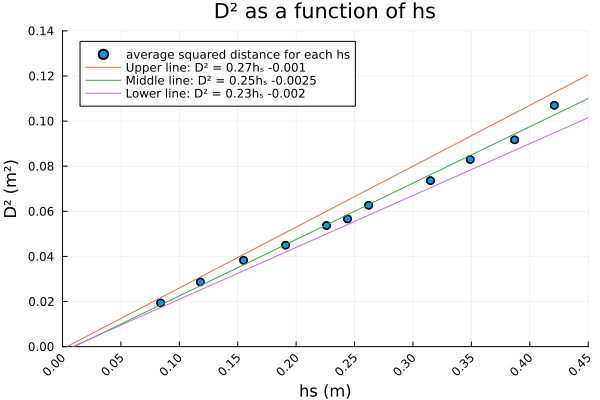 D² as a function of hs
0.14
0.12
0.10
0.08
0.06
0.04
0.02
0.00
D² (m²)
average squared distance for each hs
Upper line: D² = 0.27hₛ -0.001
Middle line: D² = 0.25hₛ -0.0025
Lower line: D² = 0.23hₛ -0.002
0.00 0.05 0.10 0.15 0.20 0.25 0.30 0.35 0.40 0.45
hs (m)